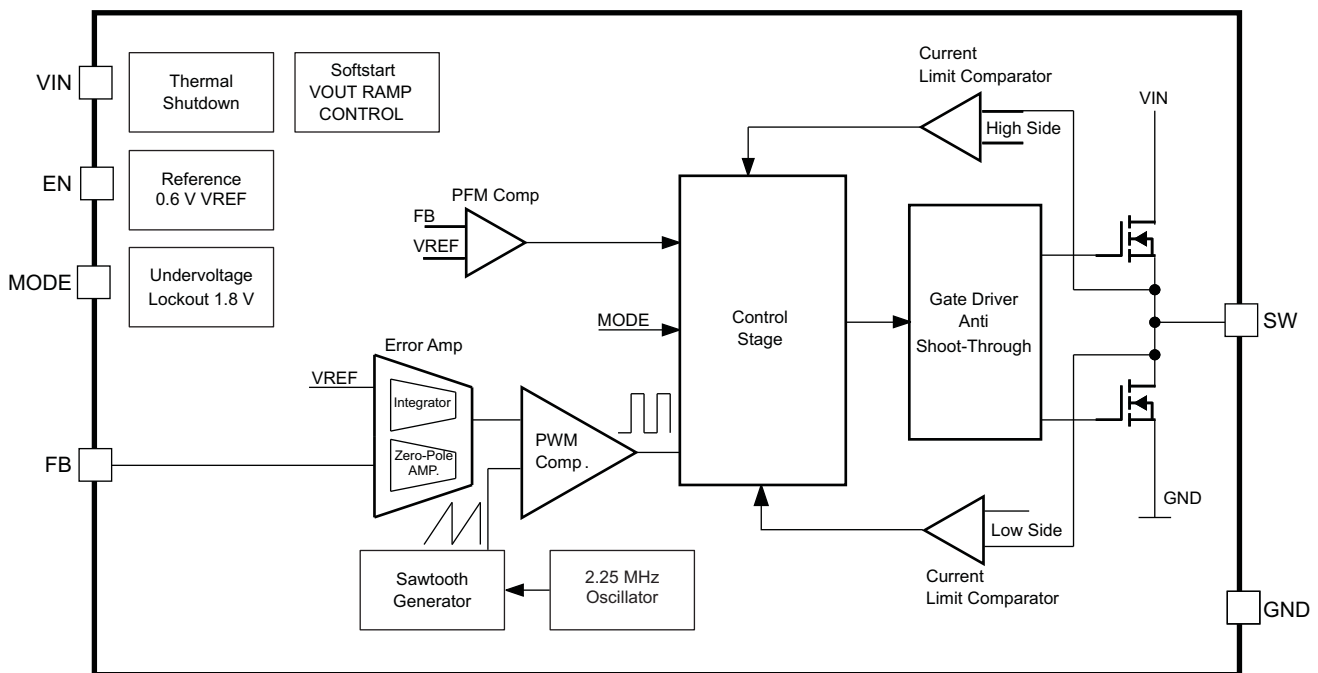 VIN
Thermal
Shutdown
Softstart
VOUT RAMP
CONTROL
Current
Limit Comparator
High Side
VIN
EN
Reference
0.6 V VREF
PFM Comp
FB
VREF
MODE
Undervoltage
Lockout 1.8 V
MODE
Control
Stage
Gate Driver
Anti
Shoot-Through
SW
Error Amp
VREF
Integrator
Zero-Pole
AMP.
PWM
Comp .
FB
GND
Low Side
Current
Limit Comparator
Sawtooth
Generator
2.25 MHz
Oscillator
GND